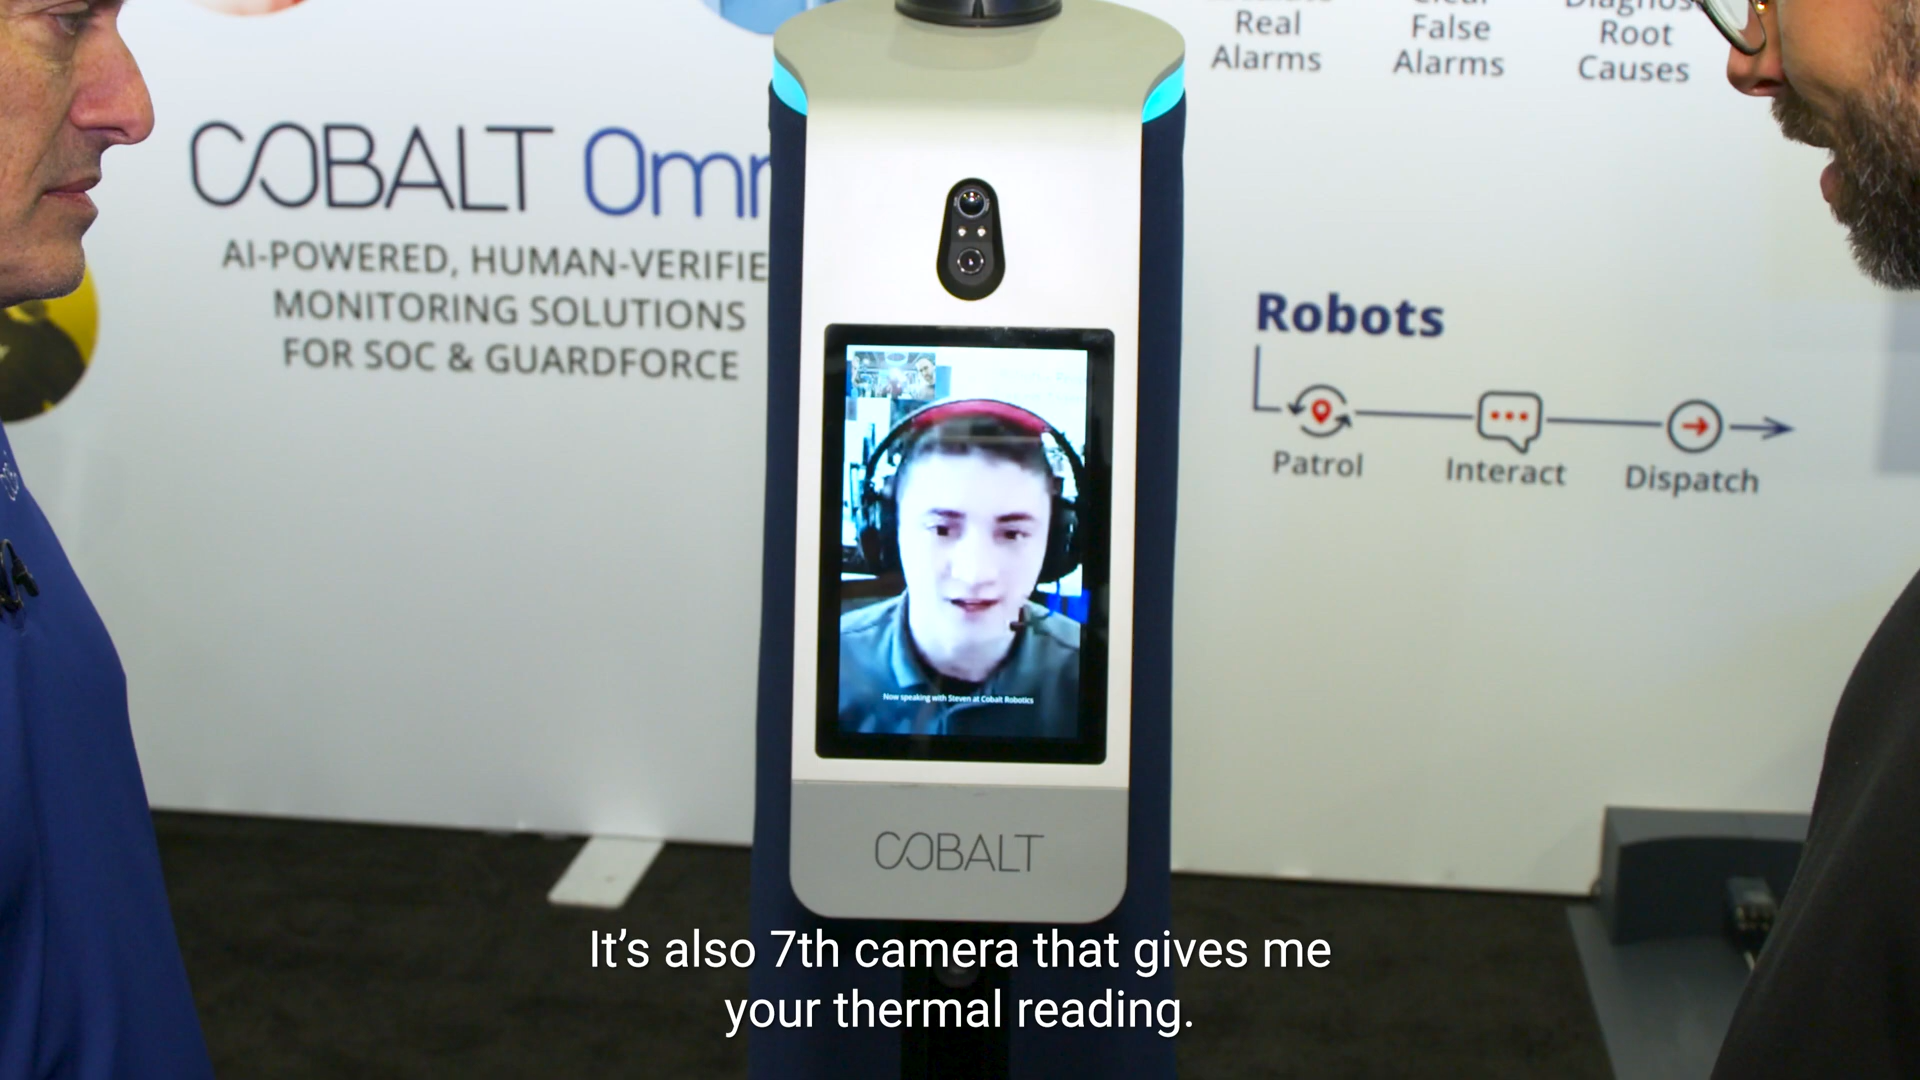 Real
Alarms
False
Alarms
Root
Causes
COBALT
AI-POWERED, HUMAN-VERIFIE
MONITORING SOLUTIONS
FOR SOC & GUARDFORCE
Robots
Patrol
Interact
Dispatch
Now speaking with Steven at Cobalt Robotics
COBALT
It’s also 7th camera that gives me
your thermal reading.